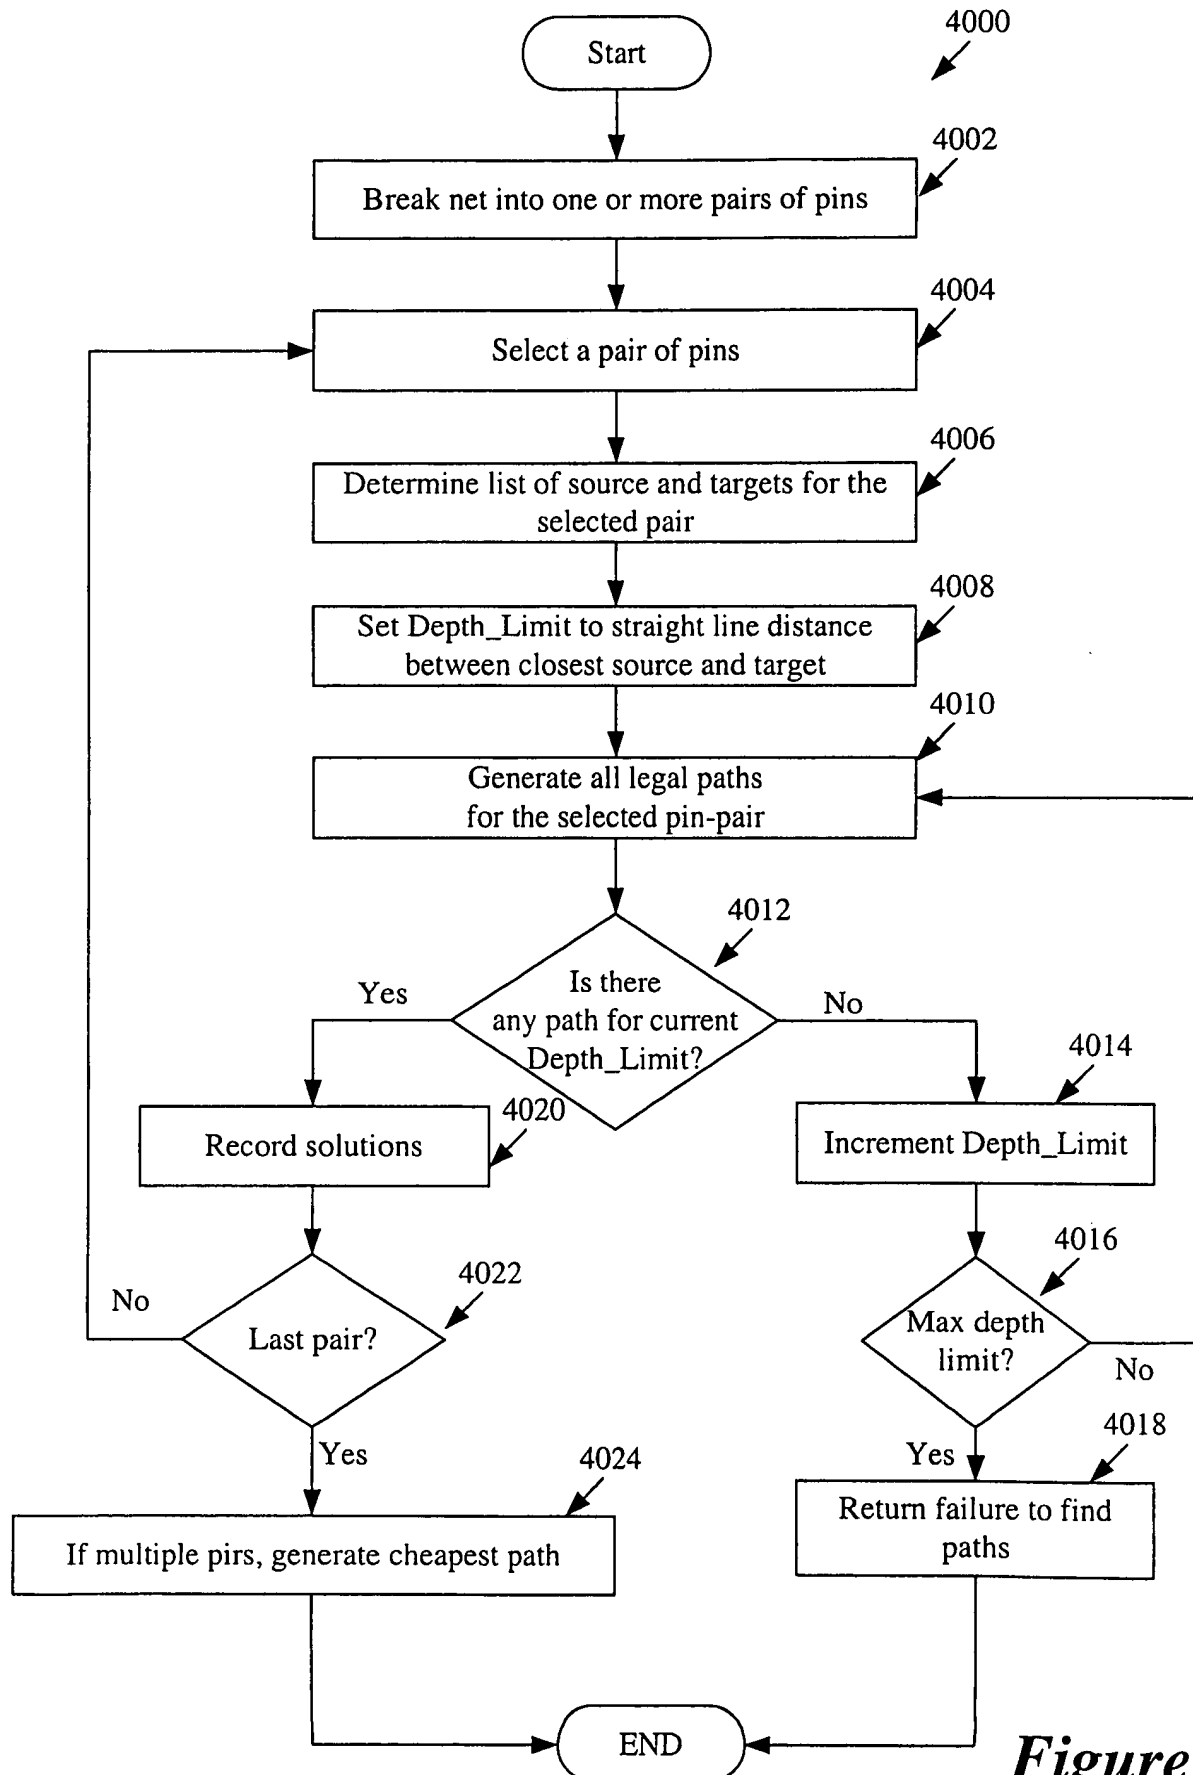 4000
Start
4002
Break net into one or more pairs of pins
4004
Select a pair of pins
4006
Determine list of source and targets for the
selected pair
4008
Set Depth_Limit to straight line distance
between closest source and target
4010
Generate all legal paths
for the selected pin-pair
4012
Is there
any path for current
Depth_Limit?
Yes
No
4014
Increment Depth_Limit
4020
Record solutions
4016
Max depth
limit?
No
4022
Last pair?
No
Yes
4018
Yes
Return failure to find
paths
4024
If multiple pirs, generate cheapest path
END
Figure